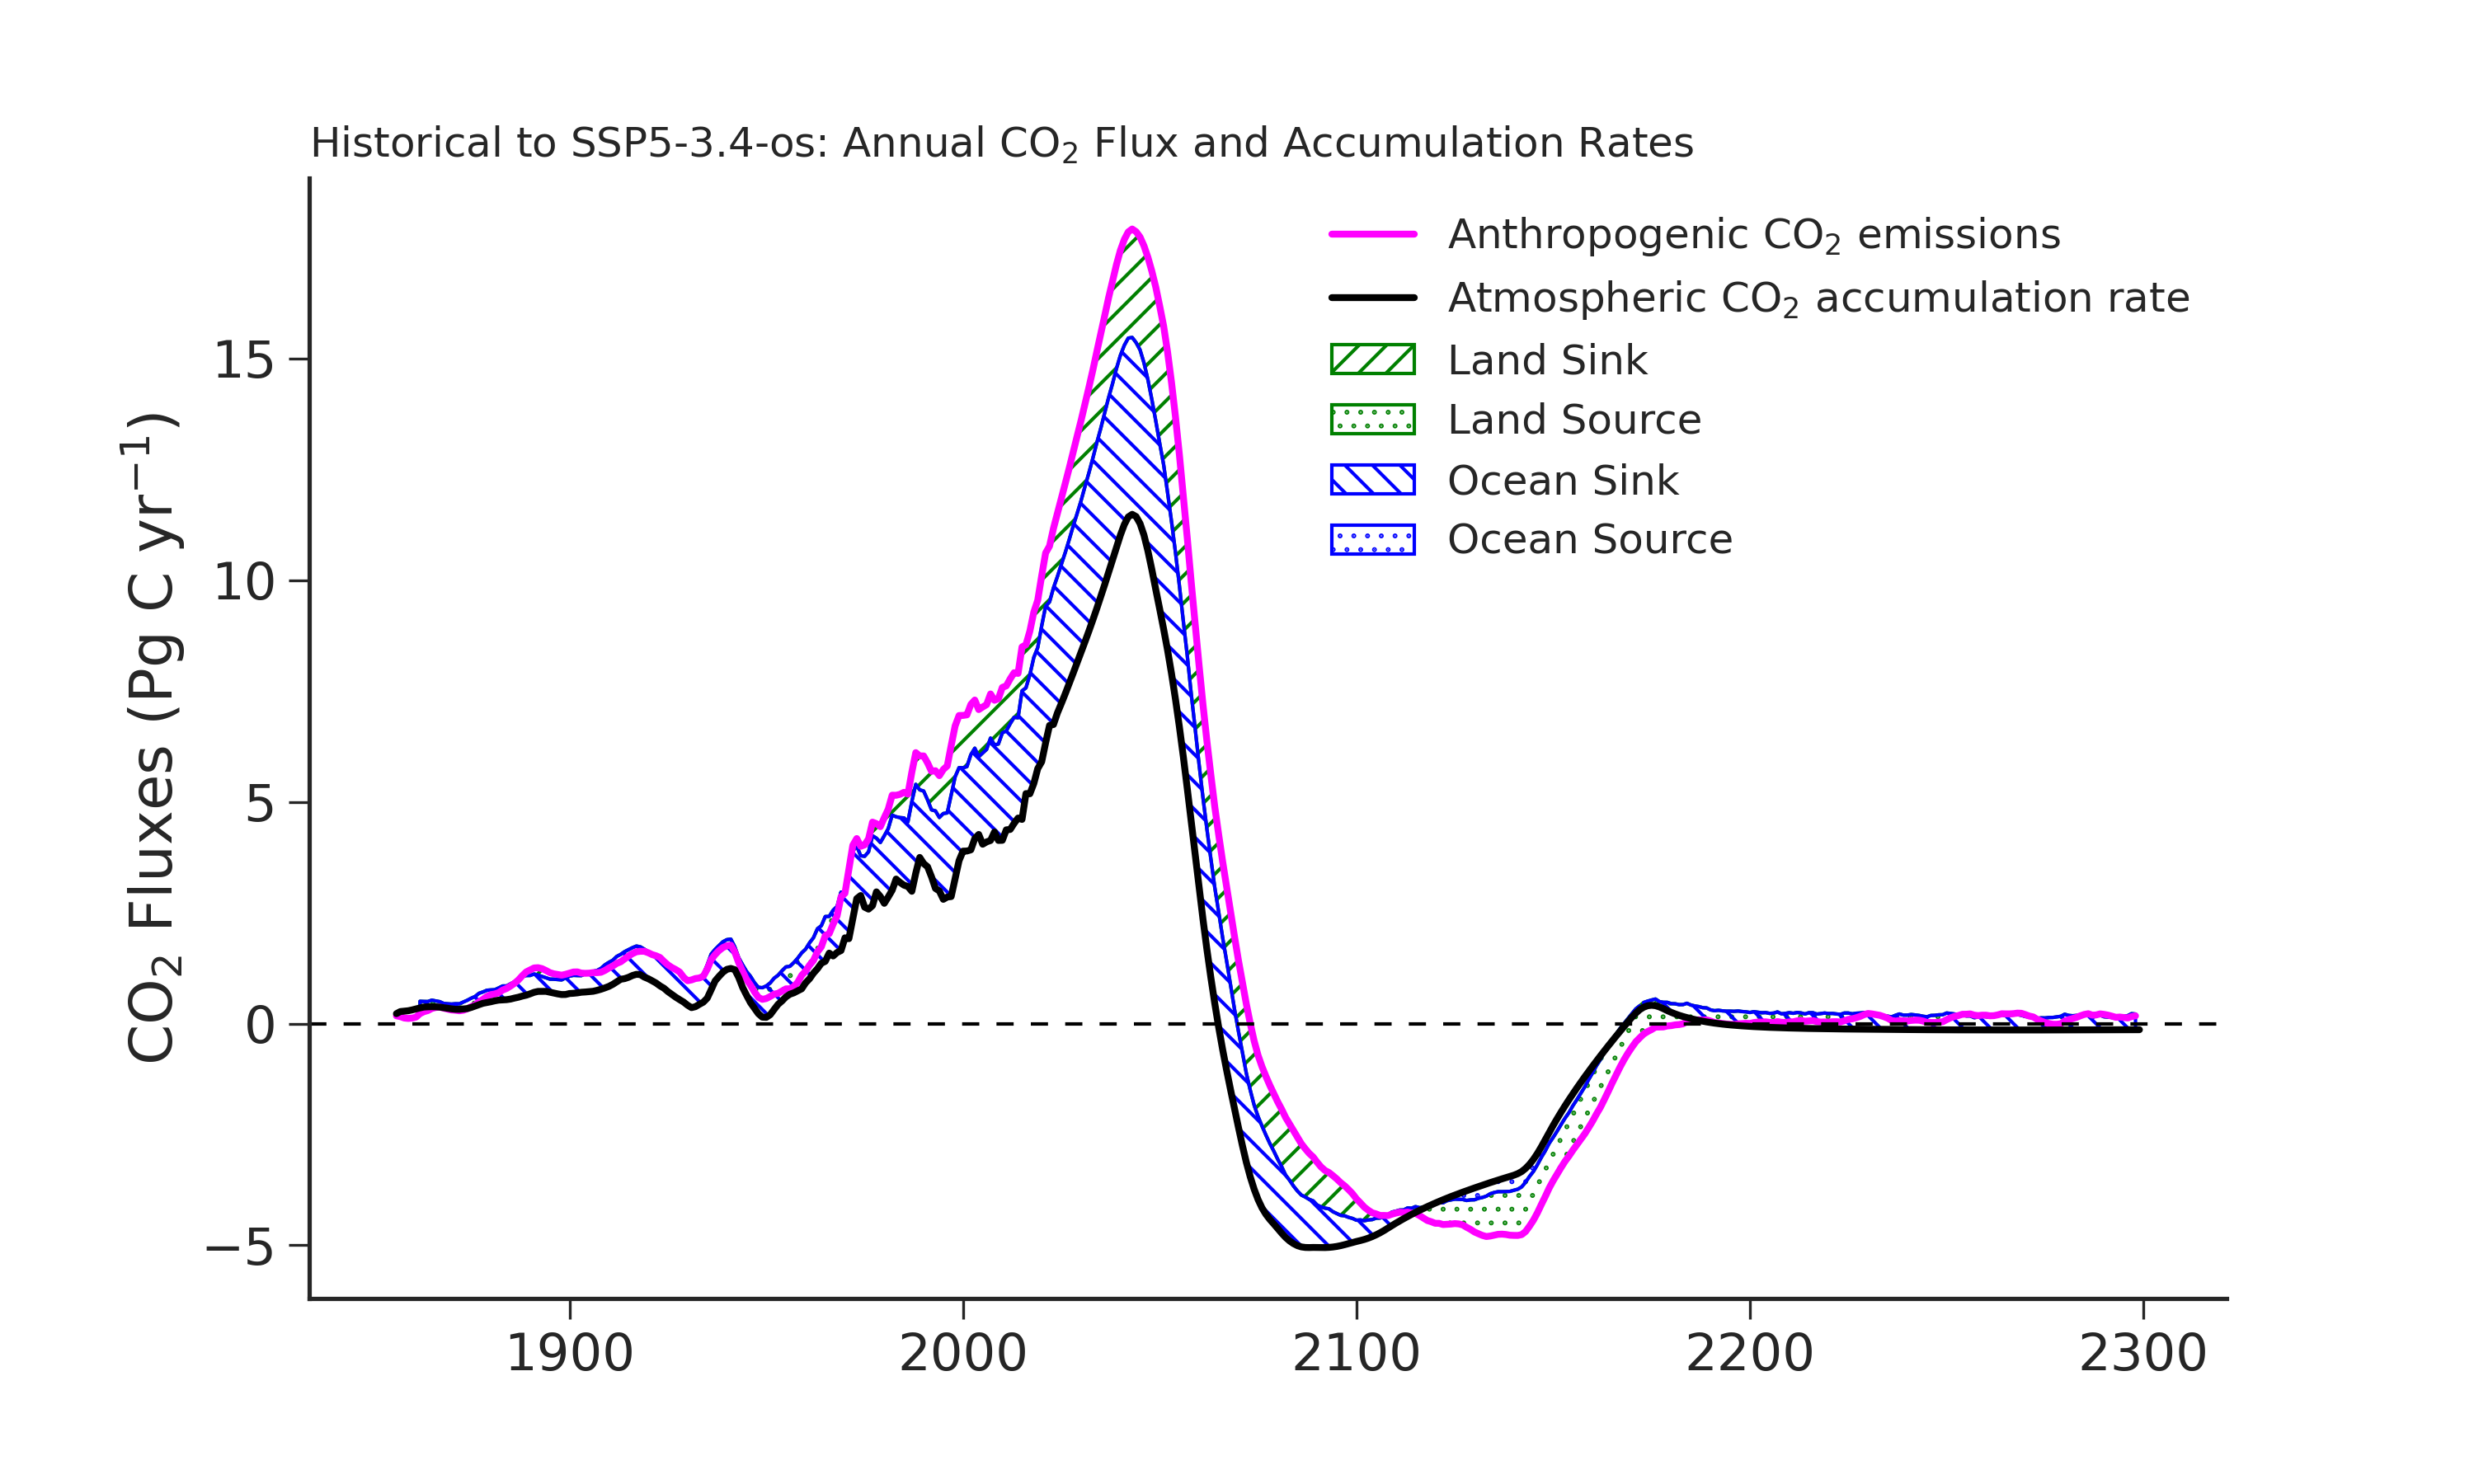 Historical to SSP5-3.4-os: Annual CO₂ Flux and Accumulation Rates
Anthropogenic CO₂ emissions
Atmospheric CO₂ accumulation rate
Land Sink
Land Source
Ocean Sink
Ocean Source
CO₂ Fluxes (Pg C yr⁻¹)
15
10
5
0
−5
1900 2000 2100 2200 2300